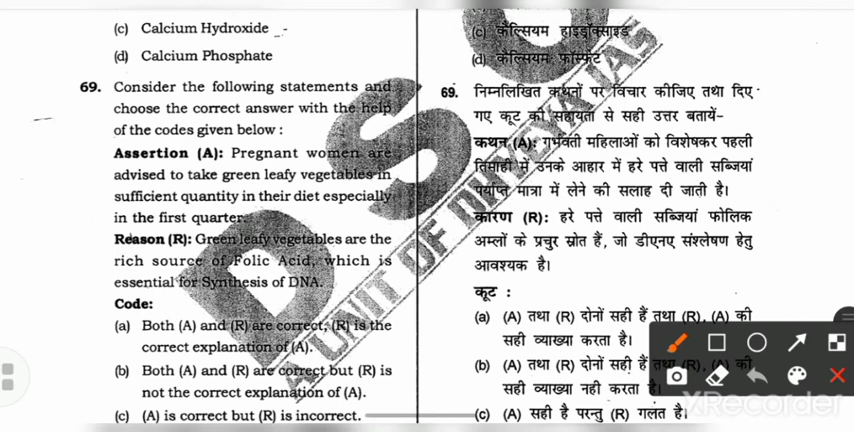 (c) Calcium Hydroxide
(d) Calcium Phosphate
69. Consider the following statements and
choose the correct answer with the help
of the codes given below :
Assertion (A): Pregnant women are
advised to take green leafy vegetables in
sufficient quantity in their diet especially
in the first quarter.
Reason (R): Green leafy vegetables are the
rich source of Folic Acid, which is
essential for Synthesis of DNA.
Code:
(a) Both (A) and (R) are correct; (R) is the
correct explanation of (A).
(b) Both (A) and (R) are correct but (R) is
not the correct explanation of (A).
(c) (A) is correct but (R) is incorrect.
(c) कैल्सियम हाइड्रॉक्साइड
(d) कैल्सियम फॉस्फेट
69. निम्नलिखित कथनों पर विचार कीजिए तथा दिए
गए कूट की सहायता से सही उत्तर बतायें-
कथन (A): गर्भवती महिलाओं को विशेषकर पहली
तिमाही में उनके आहार में हरे पत्ते वाली सब्जियां
पर्याप्त मात्रा में लेने की सलाह दी जाती है।
कारण (R): हरे पत्ते वाली सब्जियां फोलिक
अम्लों के प्रचुर स्रोत हैं, जो डीएनए संश्लेषण हेतु
आवश्यक है।
कूट :
(a) (A) तथा (R) दोनों सही हैं तथा (R), (A) की
सही व्याख्या करता है।
(b) (A) तथा (R) दोनों सही हैं तथा (R), (A) की
सही व्याख्या नही करता है।
(c) (A) सही है परन्तु (R) गलत है।
DSC
A UNIT OF DHYEYA IAS
XRecorder